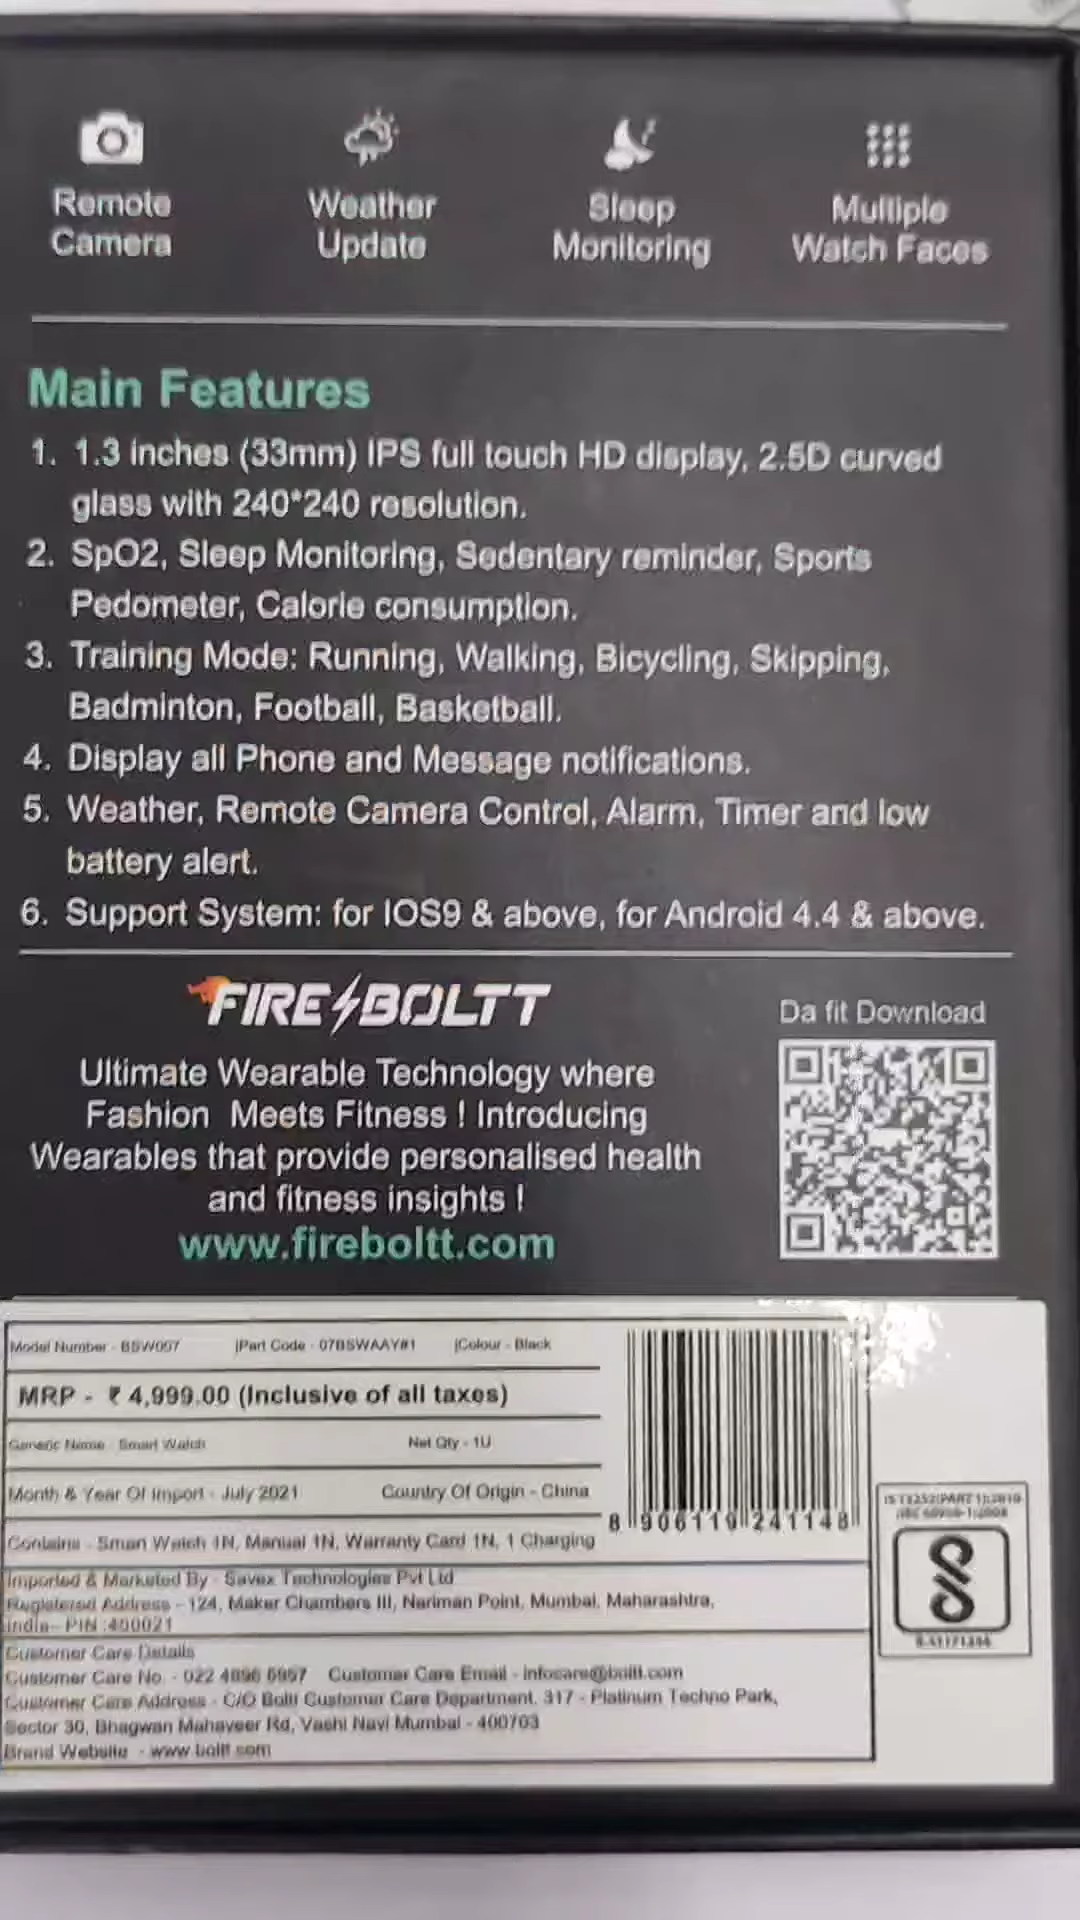 Remote Camera
Weather Update
Sleep Monitoring
Multiple Watch Faces
Main Features
1. 1.3 inches (33mm) IPS full touch HD display, 2.5D curved
glass with 240*240 resolution.
2. SpO2, Sleep Monitoring, Sedentary reminder, Sports
Pedometer, Calorie consumption.
3. Training Mode: Running, Walking, Bicycling, Skipping,
Badminton, Football, Basketball.
4. Display all Phone and Message notifications.
5. Weather, Remote Camera Control, Alarm, Timer and low
battery alert.
6. Support System: for IOS9 & above, for Android 4.4 & above.
FIRE BOLTT
Da fit Download
Ultimate Wearable Technology where
Fashion Meets Fitness ! Introducing
Wearables that provide personalised health
and fitness insights !
www.fireboltt.com
Model Number - BSW007 |Part Code - 07BSWAAY#1 |Colour - Black
MRP - ₹ 4,999.00 (Inclusive of all taxes)
Generic Name - Smart Watch Net Qty - 1U
Month & Year Of Import - July 2021 Country Of Origin - China
8 906110 241148
Contains - Smart Watch 1N, Manual 1N, Warranty Card 1N, 1 Charging
Imported & Marketed By - Savex Technologies Pvt Ltd
Registered Address - 124, Maker Chambers III, Nariman Point, Mumbai, Maharashtra,
India- PIN :400021
Customer Care Details
Customer Care No. - 022 Customer Care Email - infocare@boltt.com
Customer Care Address - C/O Boltt Customer Care Department, 317 - Platinum Techno Park,
Sector 30, Bhagwan Mahaveer Rd, Vashi Navi Mumbai - 400703
Brand Website - www.boltt.com